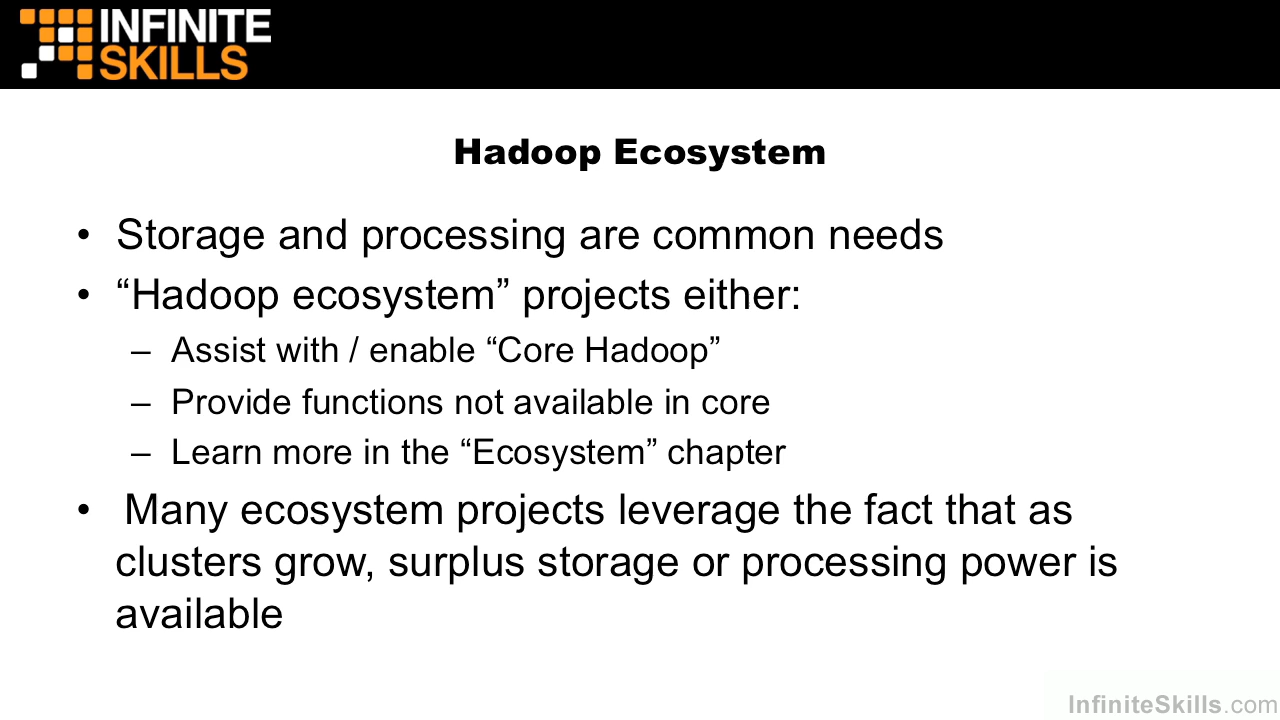 INFINITE
SKILLS
Hadoop Ecosystem
• Storage and processing are common needs
• “Hadoop ecosystem” projects either:
– Assist with / enable “Core Hadoop”
– Provide functions not available in core
– Learn more in the “Ecosystem” chapter
• Many ecosystem projects leverage the fact that as
clusters grow, surplus storage or processing power is
available
InfiniteSkills.com